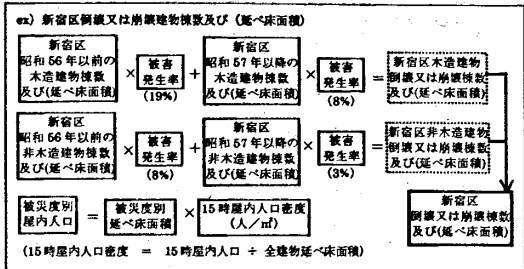 ex) 新宿区倒壊又は崩壊建物棟数及び (延べ床面積)
新宿区
昭和56年以前の
木造建物棟数
及び(延べ床面積)
×
被害
発生率
(19%)
+
新宿区
昭和57年以降の
木造建物棟数
及び(延べ床面積)
×
被害
発生率
(8%)
=
新宿区木造建物
倒壊又は崩壊棟数
及び(延べ床面積)
新宿区
昭和56年以前の
非木造建物棟数
及び(延べ床面積)
×
被害
発生率
(8%)
+
新宿区
昭和57年以降の
非木造建物棟数
及び(延べ床面積)
×
被害
発生率
(3%)
=
新宿区非木造建物
倒壊又は崩壊棟数
及び(延べ床面積)
新宿区
倒壊又は崩壊棟数
及び(延べ床面積)
被災度別
屋内人口
=
被災度別
延べ床面積
×
15時屋内人口密度
(人/㎡)
(15時屋内人口密度 = 15時屋内人口 ÷ 全建物延べ床面積)